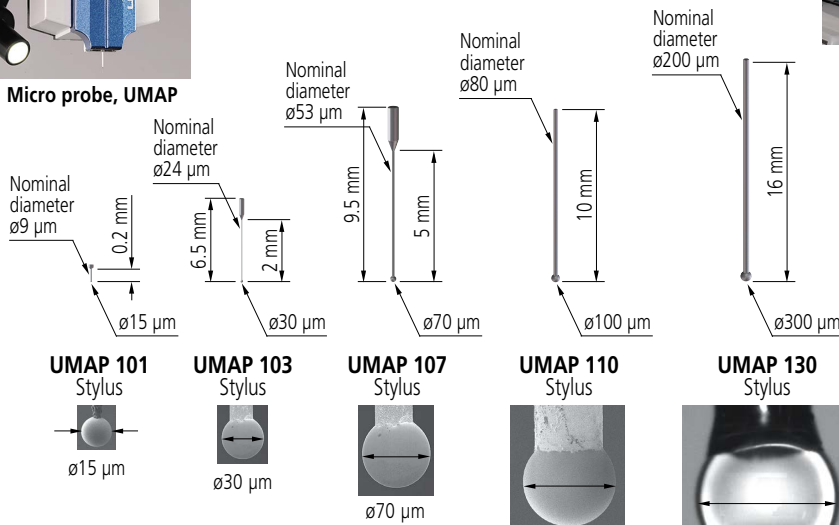 Micro probe, UMAP
Nominal
diameter
ø9 µm
0.2 mm
ø15 µm
UMAP 101
Stylus
ø15 µm
Nominal
diameter
ø24 µm
6.5 mm
2 mm
ø30 µm
UMAP 103
Stylus
ø30 µm
Nominal
diameter
ø53 µm
9.5 mm
5 mm
ø70 µm
UMAP 107
Stylus
ø70 µm
Nominal
diameter
ø80 µm
10 mm
ø100 µm
UMAP 110
Stylus
Nominal
diameter
ø200 µm
16 mm
ø300 µm
UMAP 130
Stylus